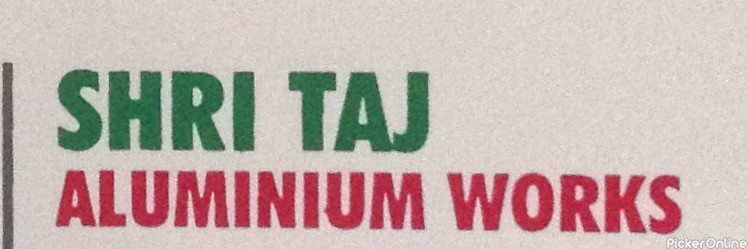 SHRI TAJ
ALUMINIUM WORKS
PickerOnline